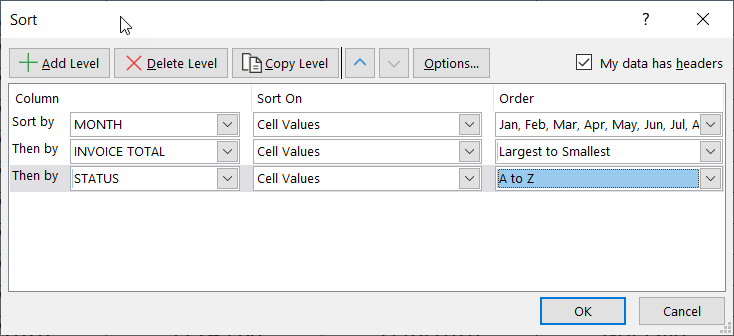 Sort ?
Add Level Delete Level Copy Level Options... My data has headers
Column Sort On Order
Sort by MONTH Cell Values Jan, Feb, Mar, Apr, May, Jun, Jul, A
Then by INVOICE TOTAL Cell Values Largest to Smallest
Then by STATUS Cell Values A to Z
OK Cancel